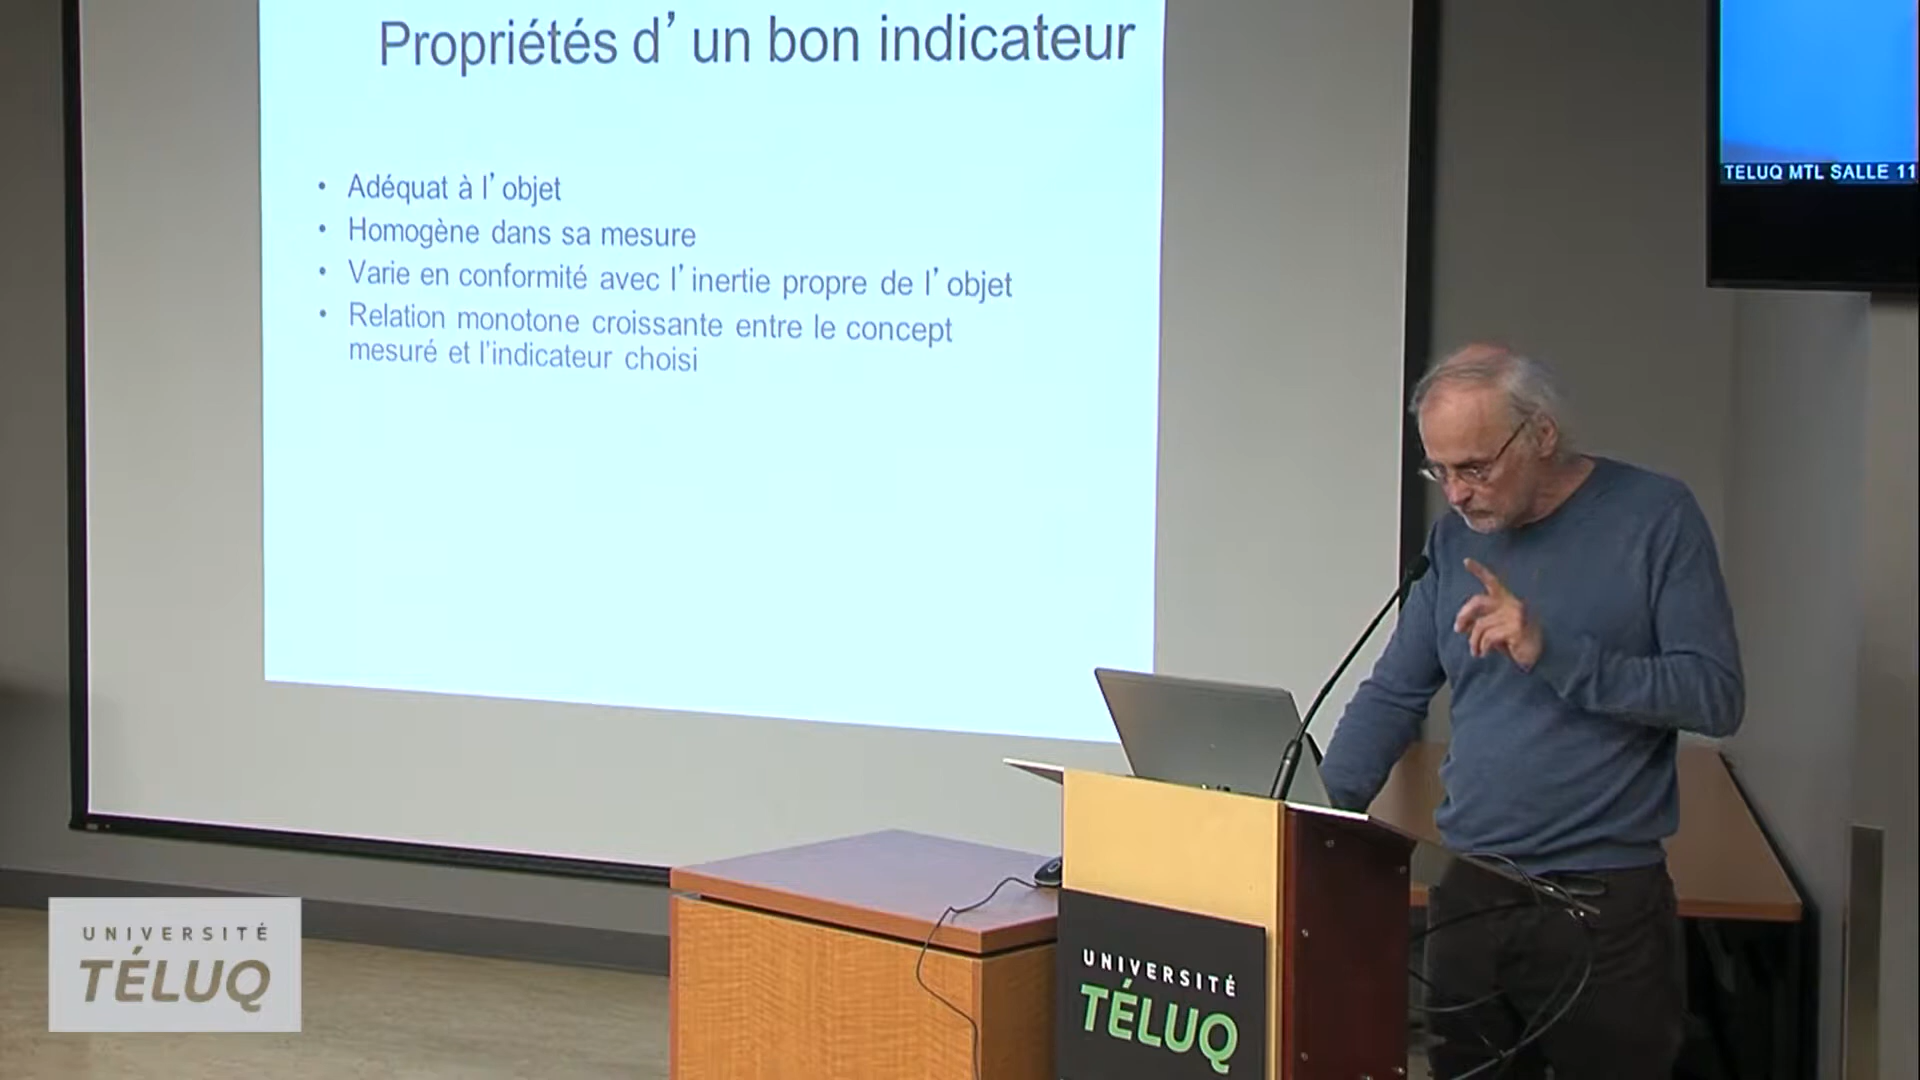 Propriétés d’ un bon indicateur
• Adéquat à l’ objet
• Homogène dans sa mesure
• Varie en conformité avec l’ inertie propre de l’ objet
• Relation monotone croissante entre le concept
mesuré et l'indicateur choisi
TELUQ MTL SALLE 11
UNIVERSITÉ
TÉLUQ
UNIVERSITÉ
TÉLUQ